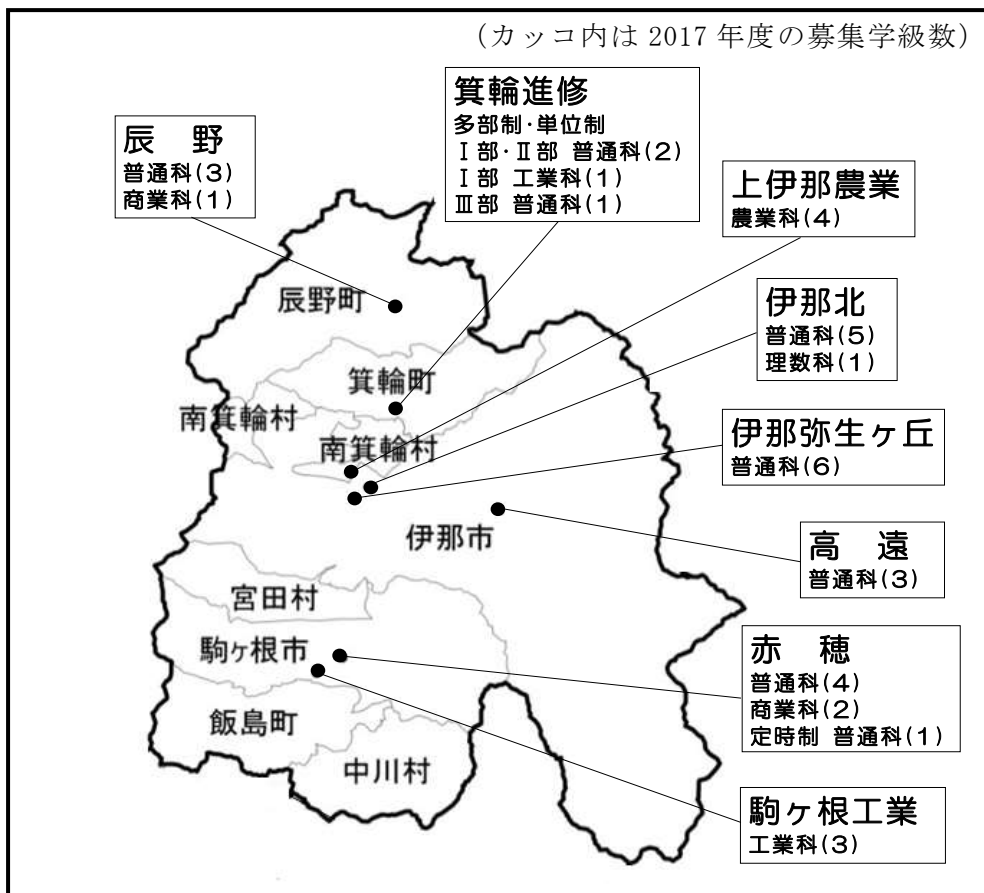 (カッコ内は 2017 年度の募集学級数)
箕輪進修
多部制・単位制
Ⅰ部・Ⅱ部 普通科(2)
Ⅰ部 工業科(1)
Ⅲ部 普通科(1)
辰 野
普通科(3)
商業科(1)
上伊那農業
農業科(4)
伊那北
普通科(5)
理数科(1)
伊那弥生ヶ丘
普通科(6)
高 遠
普通科(3)
赤 穂
普通科(4)
商業科(2)
定時制 普通科(1)
駒ヶ根工業
工業科(3)
辰野町
箕輪町
南箕輪村
南箕輪村
伊那市
宮田村
駒ヶ根市
飯島町
中川村